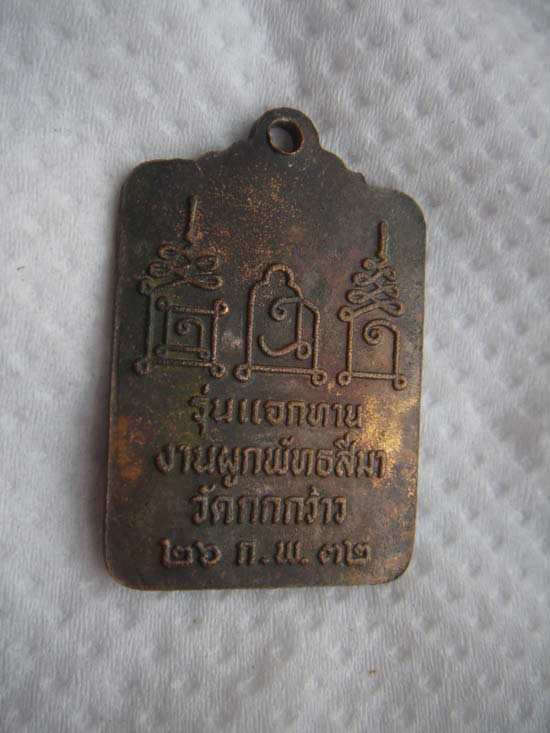 รุ่นแจกทาน
งานผูกพัทธสีมา
วัดกกกว้าว
๒๖ ก.พ. ๓๒